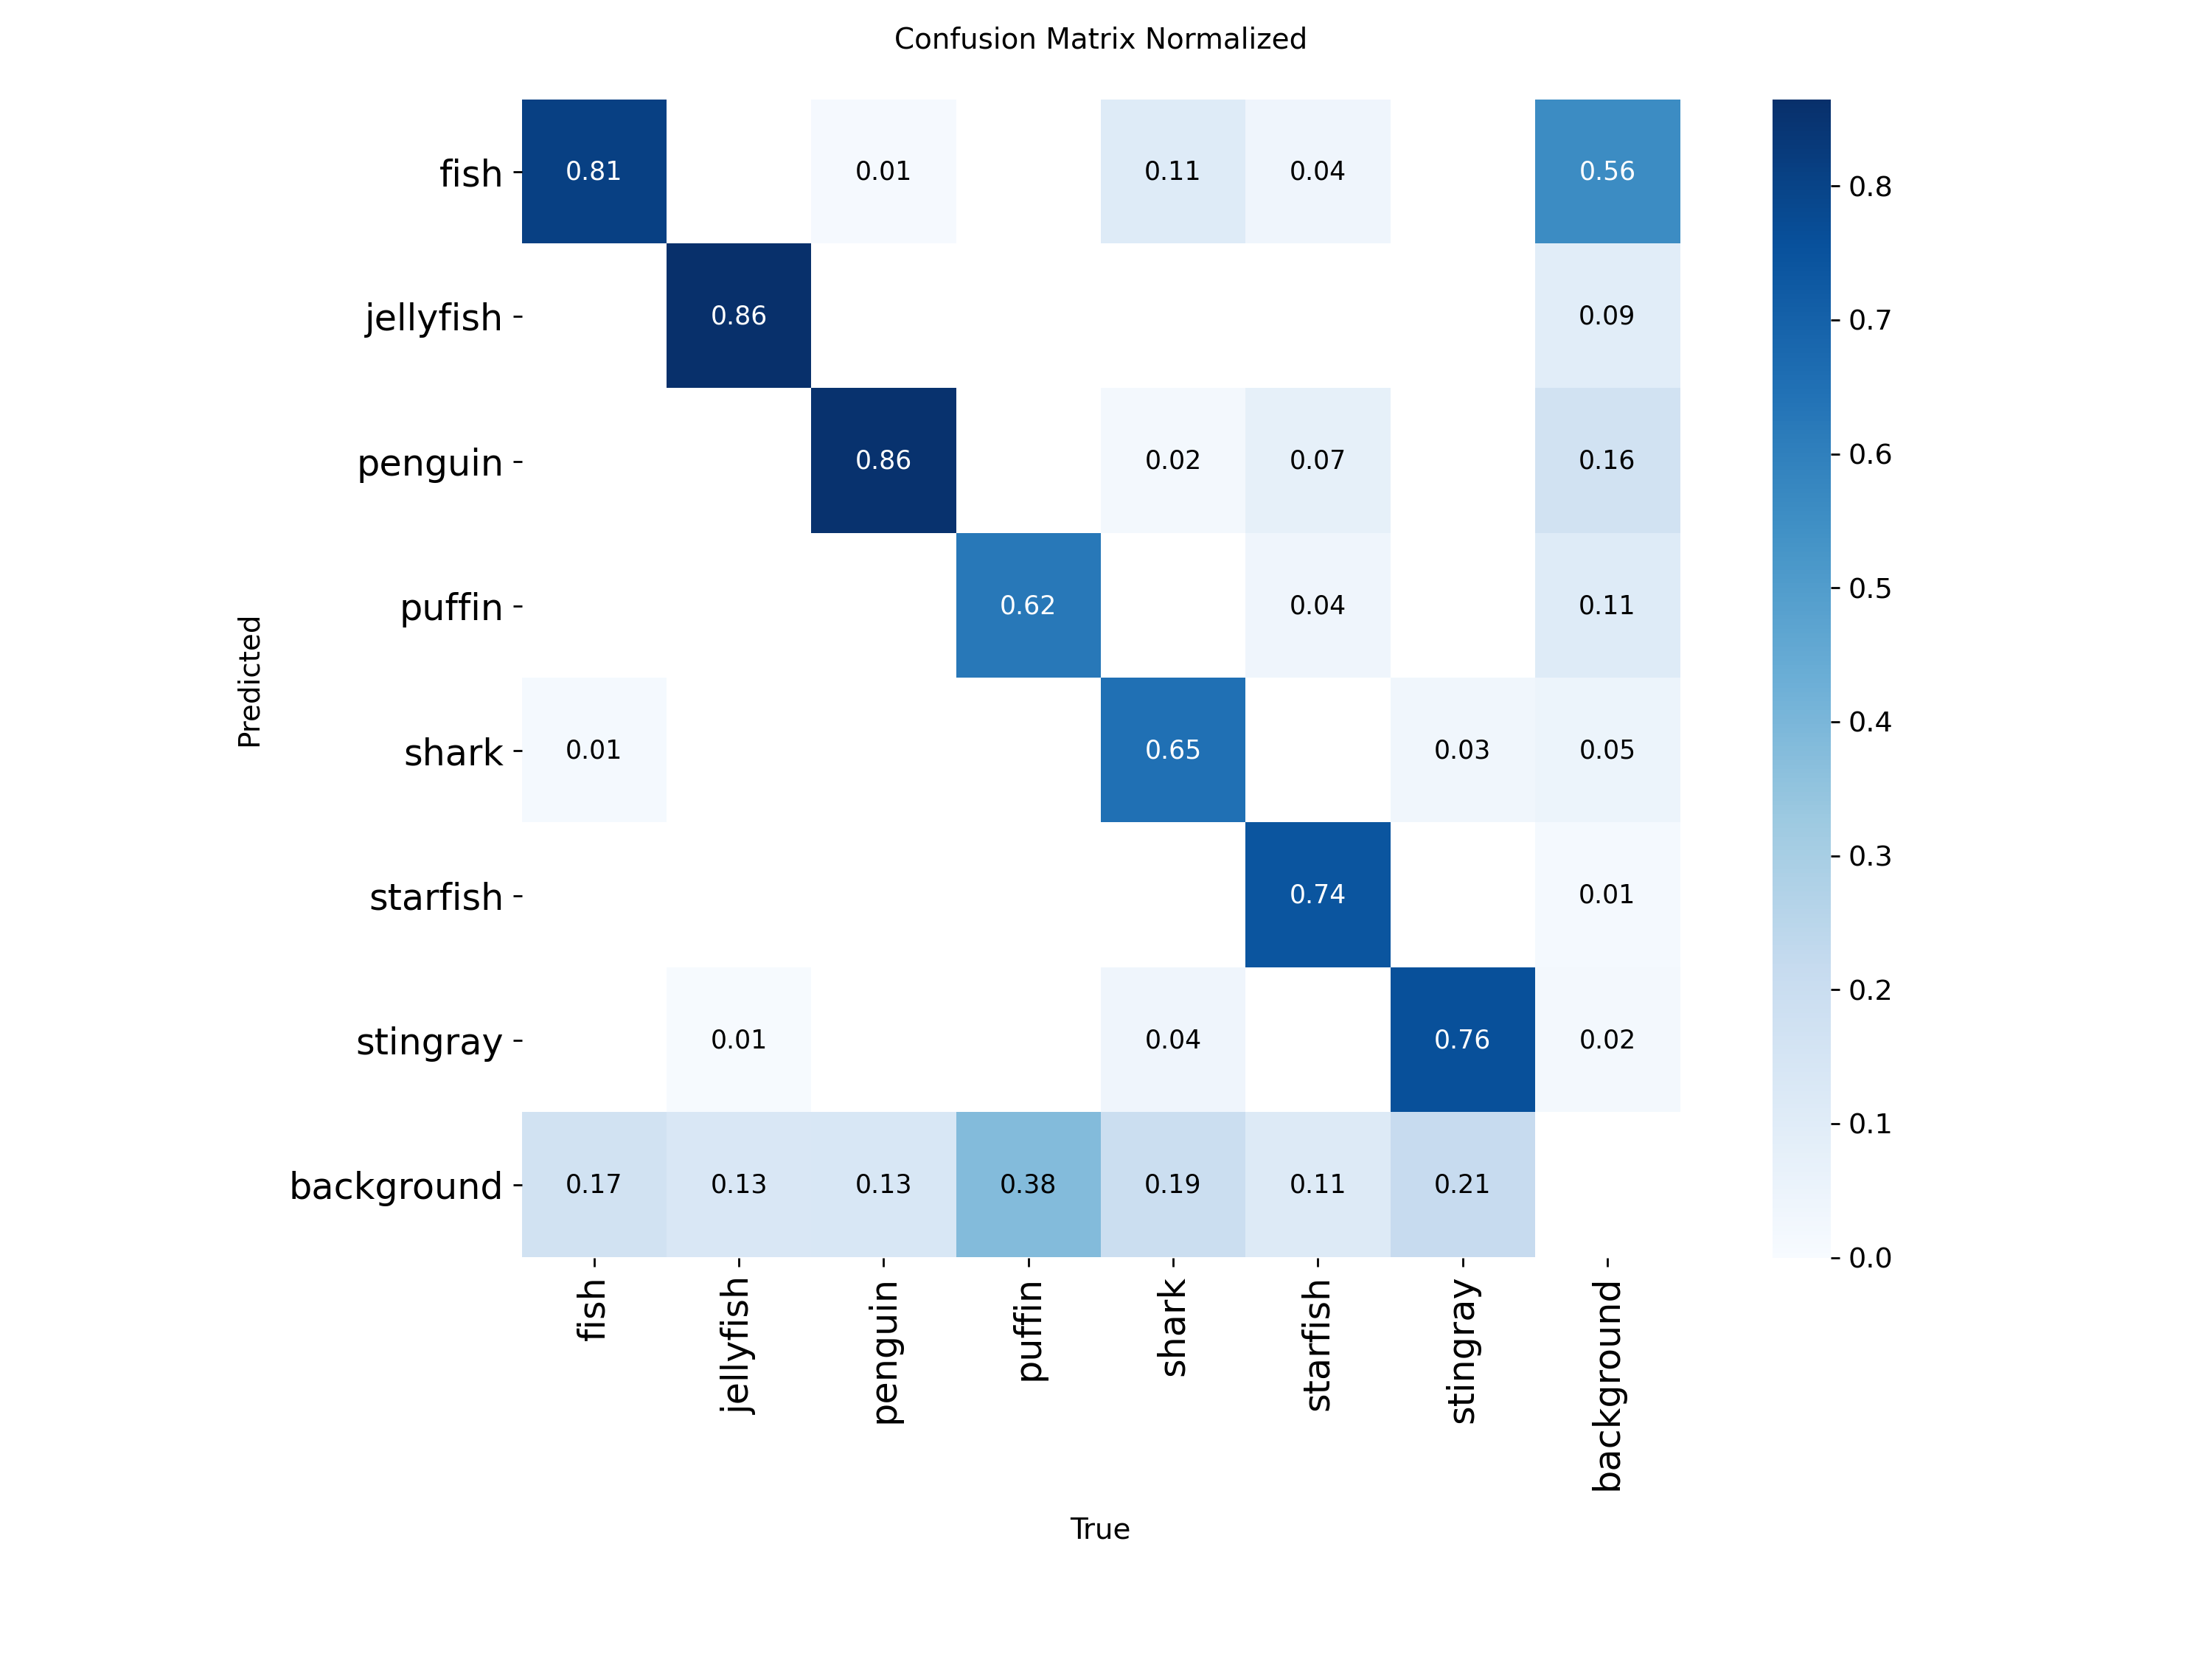 Confusion Matrix Normalized
Predicted
fish 0.81 0.01 0.11 0.04 0.56
jellyfish 0.86 0.09
penguin 0.86 0.02 0.07 0.16
puffin 0.62 0.04 0.11
shark 0.01 0.65 0.03 0.05
starfish 0.74 0.01
stingray 0.01 0.04 0.76 0.02
background 0.17 0.13 0.13 0.38 0.19 0.11 0.21
fish jellyfish penguin puffin shark starfish stingray background
True
0.8
0.7
0.6
0.5
0.4
0.3
0.2
0.1
0.0